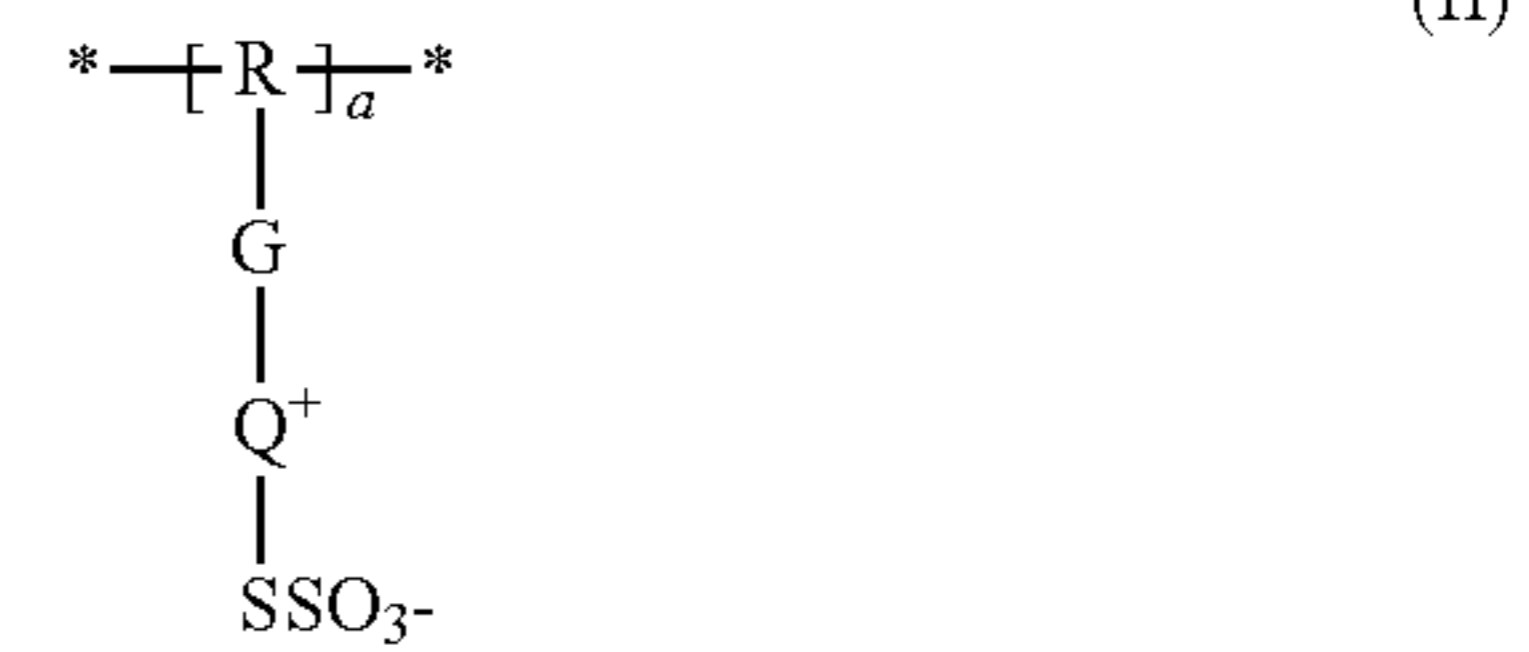 (II)
*—[R]a—*
G
Q+
SSO3-